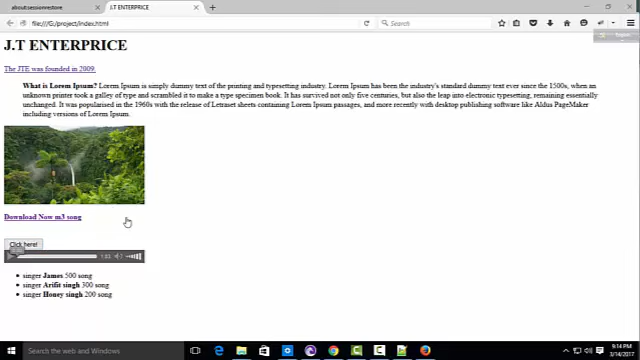 about:sessionrestore
J.T ENTERPRICE
file:///G:/project/index.html
Search
J.T ENTERPRICE
The JTE was founded in 2009.
What is Lorem Ipsum? Lorem Ipsum is simply dummy text of the printing and typesetting industry. Lorem Ipsum has been the industry's standard dummy text ever since the 1500s, when an
unknown printer took a galley of type and scrambled it to make a type specimen book. It has survived not only five centuries, but also the leap into electronic typesetting, remaining essentially
unchanged. It was popularised in the 1960s with the release of Letraset sheets containing Lorem Ipsum passages, and more recently with desktop publishing software like Aldus PageMaker
including versions of Lorem Ipsum.
Download Now m3 song
Click here!
singer James 500 song
singer Arifit singh 300 song
singer Honey singh 200 song
Search the web and Windows
9:14 PM
3/14/2017